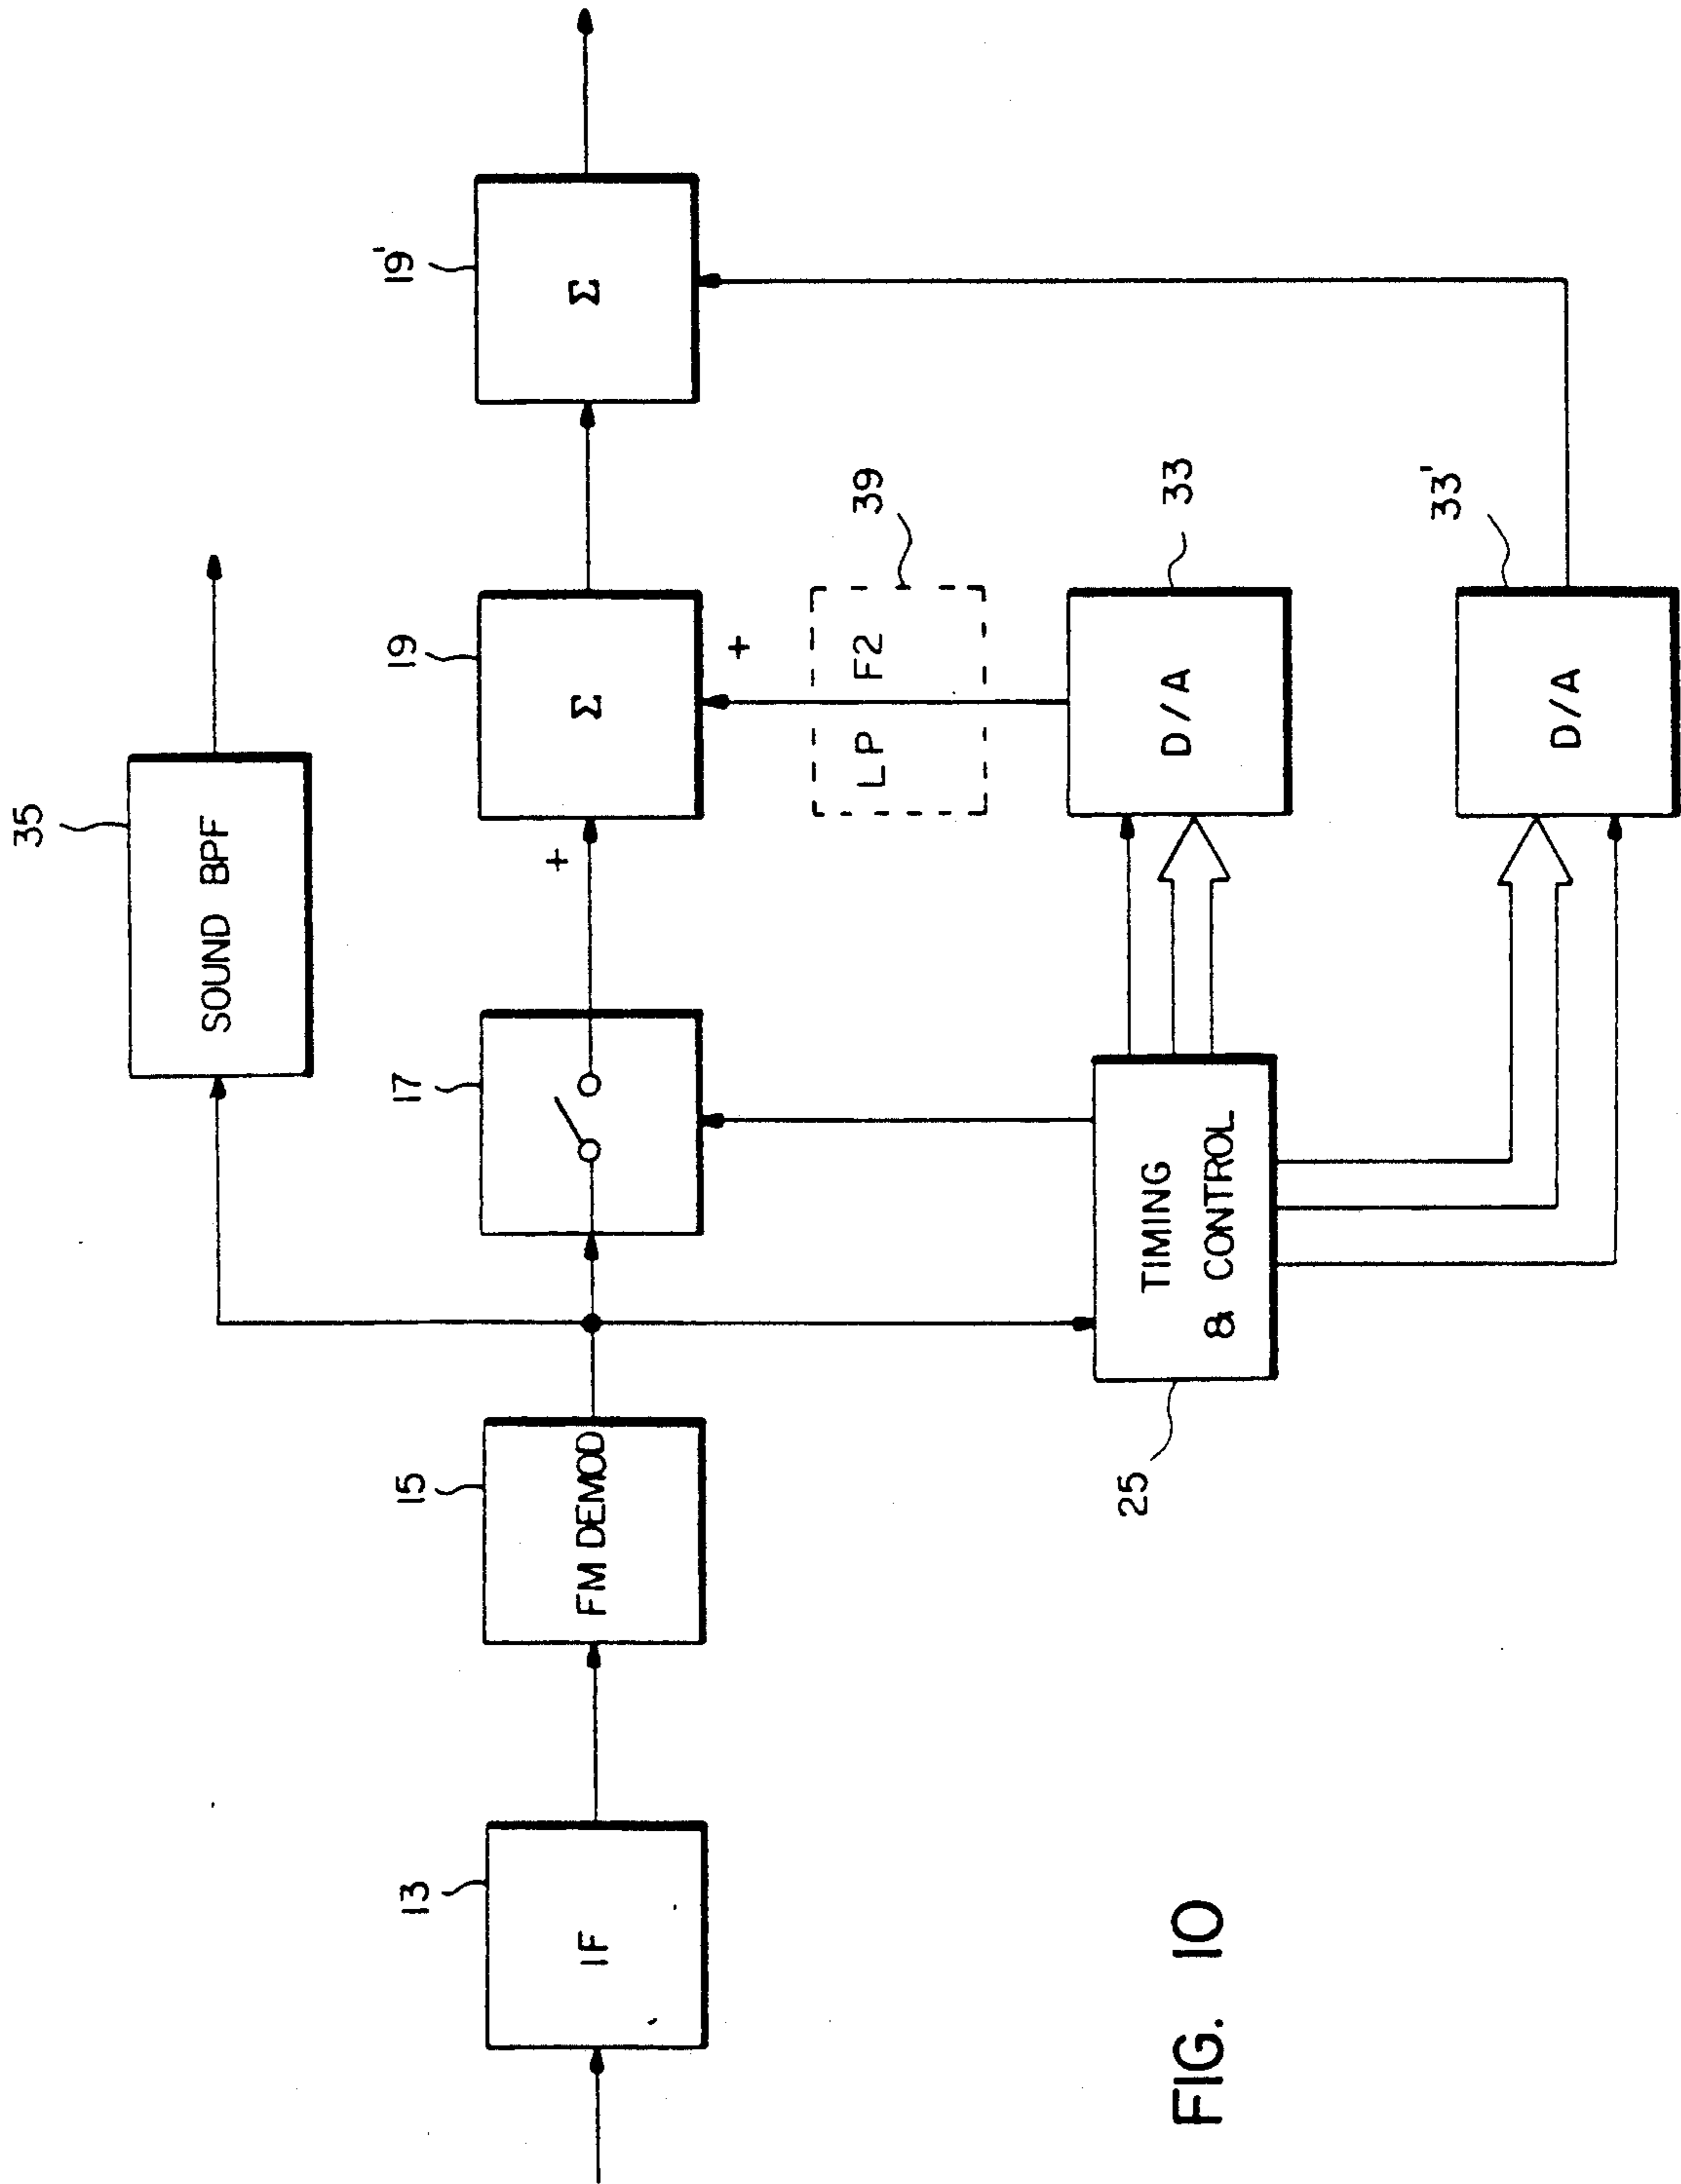 35
SOUND BPF
13
IF
15
FM DEMOD
17
+
19
Σ
+
19'
Σ
LP F2
39
25
TIMING
& CONTROL
D/A
33
D/A
33'
FIG. 10